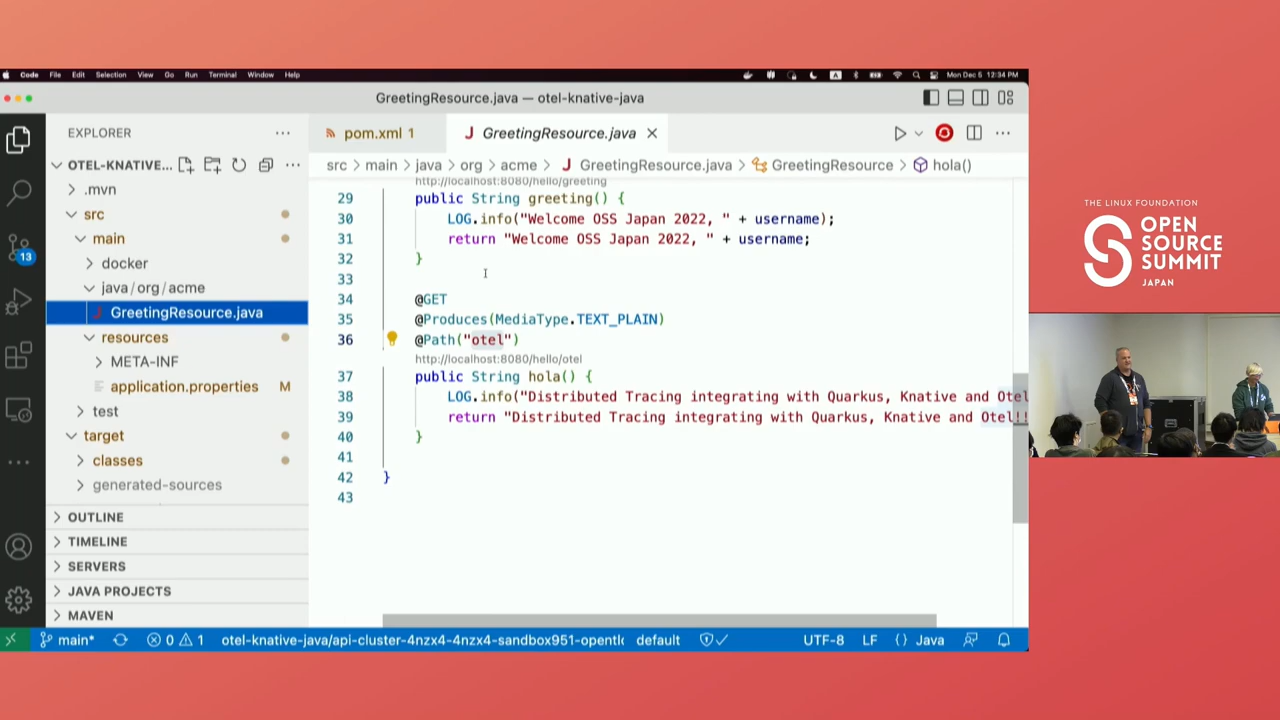 Code File Edit Selection View Go Run Terminal Window Help
A
Mon Dec 5 12:34 PM
GreetingResource.java — otel-knative-java
EXPLORER
pom.xml 1
J GreetingResource.java
OTEL-KNATIVE...
src > main > java > org > acme > J GreetingResource.java > GreetingResource > hola()
.mvn
src
main
docker
java/org/acme
J GreetingResource.java
resources
META-INF
application.properties M
test
target
classes
generated-sources
OUTLINE
TIMELINE
SERVERS
JAVA PROJECTS
MAVEN
13
http://localhost:8080/hello/greeting
29 public String greeting() {
30 LOG.info("Welcome OSS Japan 2022, " + username);
31 return "Welcome OSS Japan 2022, " + username;
32 }
33
34 @GET
35 @Produces(MediaType.TEXT_PLAIN)
36 @Path("otel")
http://localhost:8080/hello/otel
37 public String hola() {
38 LOG.info("Distributed Tracing integrating with Quarkus, Knative and Otel
39 return "Distributed Tracing integrating with Quarkus, Knative and Otel!!
40 }
41
42 }
43
main* 0 1 otel-knative-java/api-cluster-4nzx4-4nzx4-sandbox951-opentlc default UTF-8 LF {} Java
THE LINUX FOUNDATION
OPEN
SOURCE
SUMMIT
JAPAN